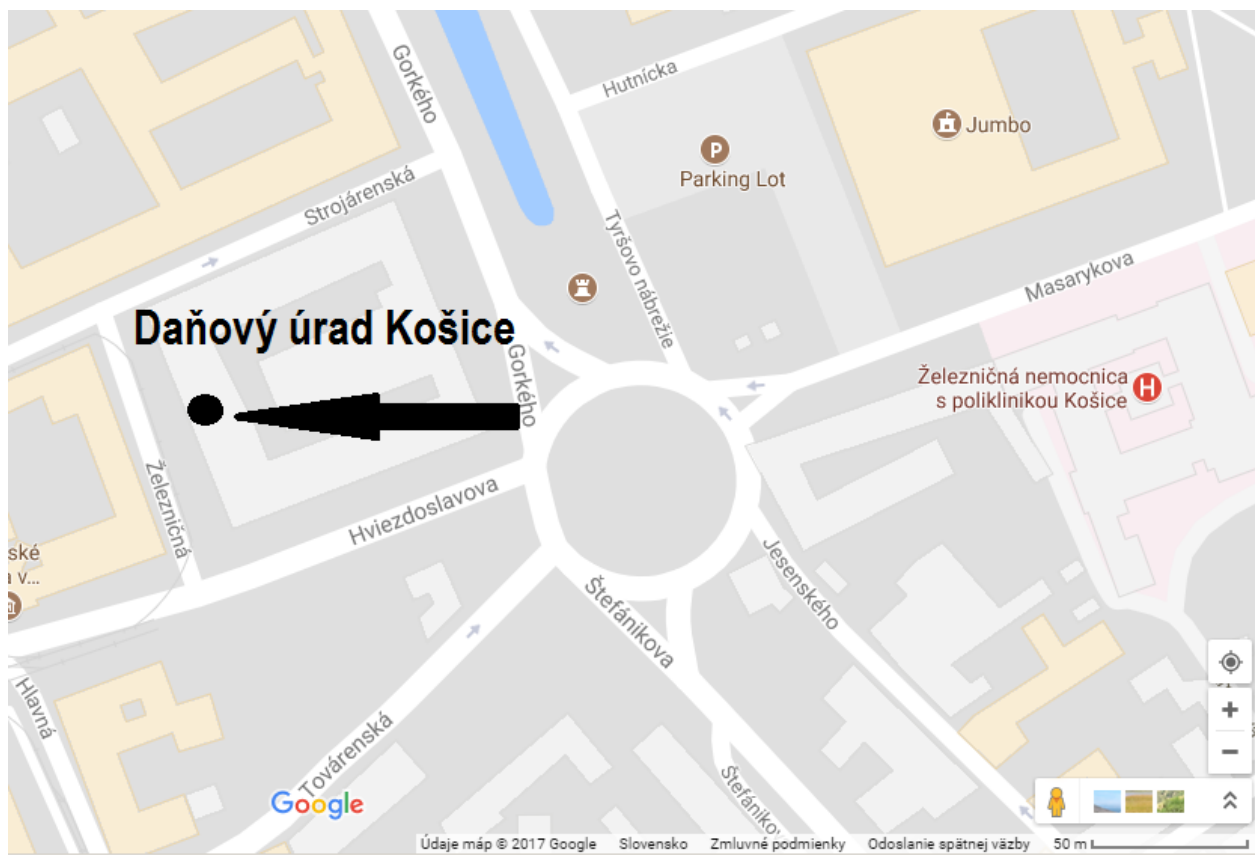 Gorkého
Hutnícka
Jumbo
P
Parking Lot
Strojárenská
Tyršovo nábrežie
Masarykova
Daňový úrad Košice
Gorkého
Železničná nemocnica
s poliklinikou Košice
H
Železničná
Hviezdoslavova
ské
a v...
Jesenského
Štefánikova
Hlavná
Továrenská
Štefániko
Google
Údaje máp © 2017 Google Slovensko Zmluvné podmienky Odoslanie spätnej väzby 50 m